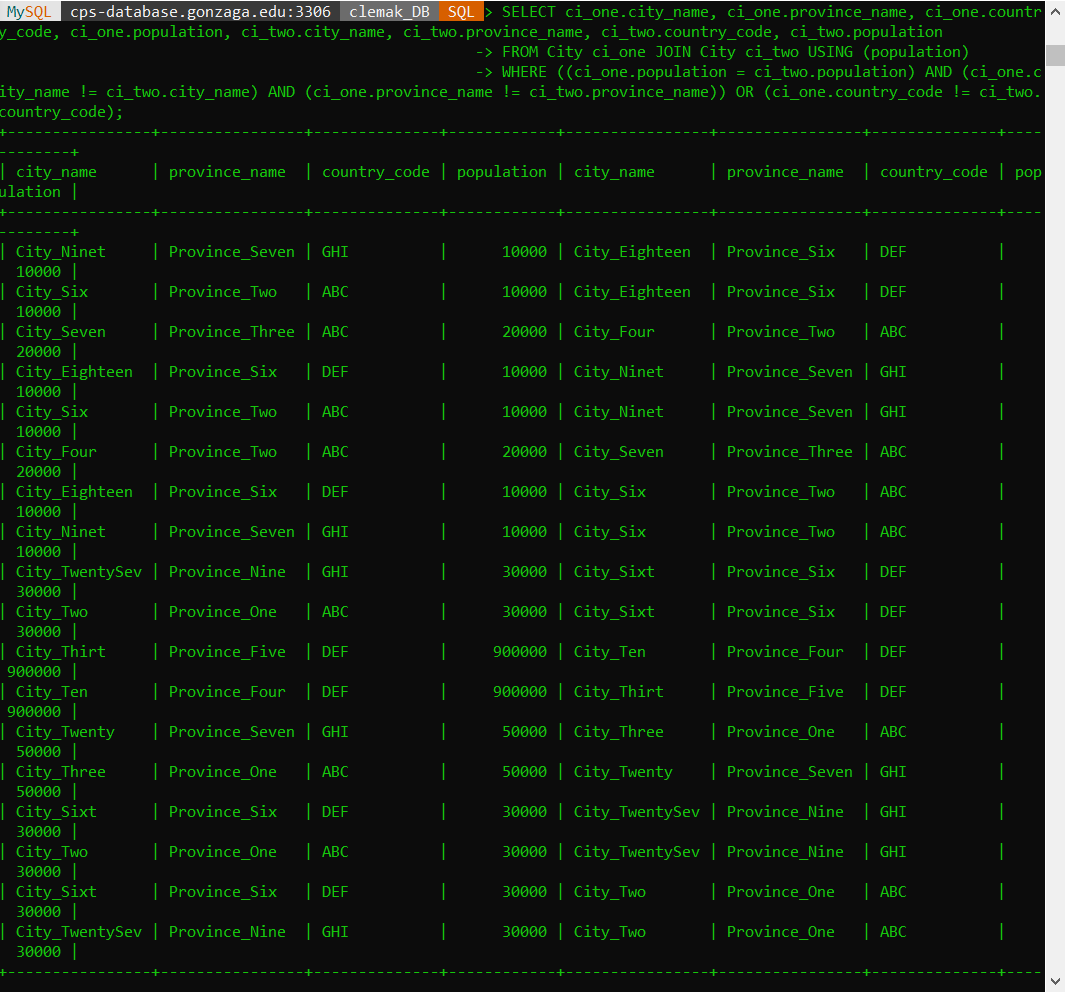 MySQL cps-database.gonzaga.edu:3306 clemak_DB SQL > SELECT ci_one.city_name, ci_one.province_name, ci_one.countr
y_code, ci_one.population, ci_two.city_name, ci_two.province_name, ci_two.country_code, ci_two.population
-> FROM City ci_one JOIN City ci_two USING (population)
-> WHERE ((ci_one.population = ci_two.population) AND (ci_one.c
ity_name != ci_two.city_name) AND (ci_one.province_name != ci_two.province_name)) OR (ci_one.country_code != ci_two.
country_code);
+----------------+----------------+--------------+------------+----------------+----------------+--------------+----
--------+
| city_name | province_name | country_code | population | city_name | province_name | country_code | pop
ulation |
+----------------+----------------+--------------+------------+----------------+----------------+--------------+----
--------+
| City_Ninet | Province_Seven | GHI | 10000 | City_Eighteen | Province_Six | DEF |
10000 |
| City_Six | Province_Two | ABC | 10000 | City_Eighteen | Province_Six | DEF |
10000 |
| City_Seven | Province_Three | ABC | 20000 | City_Four | Province_Two | ABC |
20000 |
| City_Eighteen | Province_Six | DEF | 10000 | City_Ninet | Province_Seven | GHI |
10000 |
| City_Six | Province_Two | ABC | 10000 | City_Ninet | Province_Seven | GHI |
10000 |
| City_Four | Province_Two | ABC | 20000 | City_Seven | Province_Three | ABC |
20000 |
| City_Eighteen | Province_Six | DEF | 10000 | City_Six | Province_Two | ABC |
10000 |
| City_Ninet | Province_Seven | GHI | 10000 | City_Six | Province_Two | ABC |
10000 |
| City_TwentySev | Province_Nine | GHI | 30000 | City_Sixt | Province_Six | DEF |
30000 |
| City_Two | Province_One | ABC | 30000 | City_Sixt | Province_Six | DEF |
30000 |
| City_Thirt | Province_Five | DEF | 900000 | City_Ten | Province_Four | DEF |
900000 |
| City_Ten | Province_Four | DEF | 900000 | City_Thirt | Province_Five | DEF |
900000 |
| City_Twenty | Province_Seven | GHI | 50000 | City_Three | Province_One | ABC |
50000 |
| City_Three | Province_One | ABC | 50000 | City_Twenty | Province_Seven | GHI |
50000 |
| City_Sixt | Province_Six | DEF | 30000 | City_TwentySev | Province_Nine | GHI |
30000 |
| City_Two | Province_One | ABC | 30000 | City_TwentySev | Province_Nine | GHI |
30000 |
| City_Sixt | Province_Six | DEF | 30000 | City_Two | Province_One | ABC |
30000 |
| City_TwentySev | Province_Nine | GHI | 30000 | City_Two | Province_One | ABC |
30000 |
+----------------+----------------+--------------+------------+----------------+----------------+--------------+----